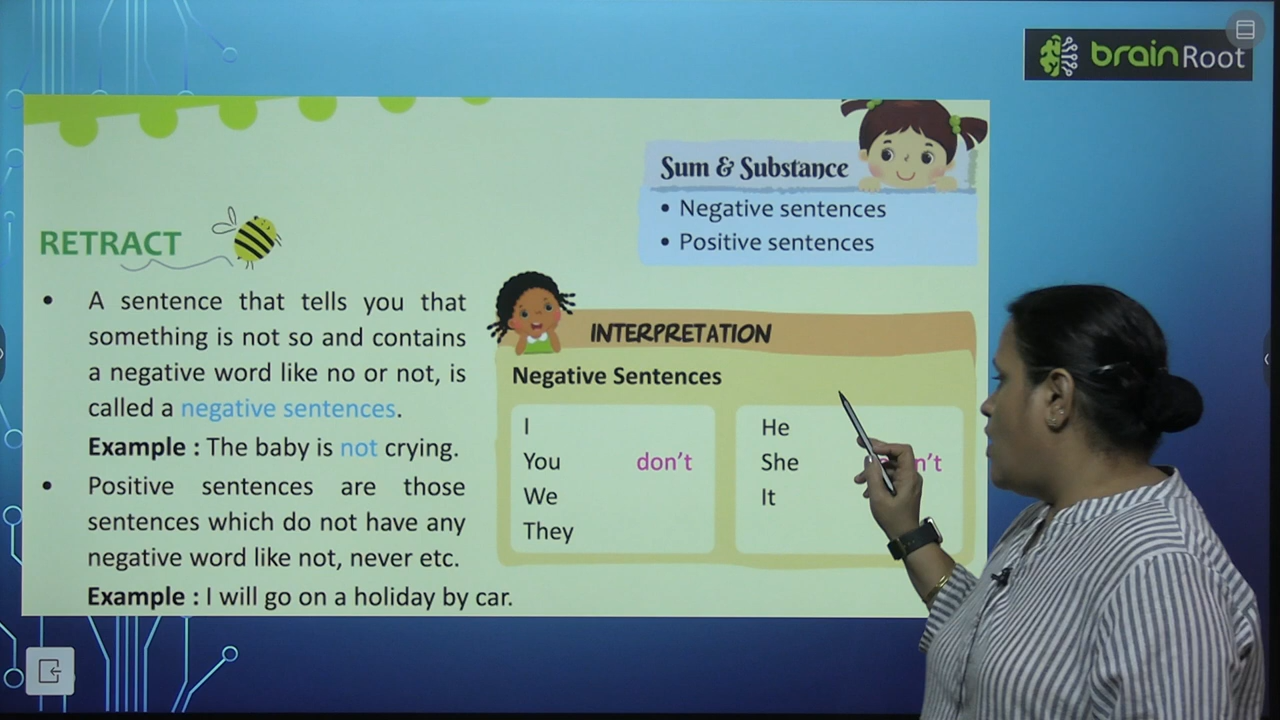 brainRoot
Sum & Substance
• Negative sentences
• Positive sentences
RETRACT
• A sentence that tells you that
something is not so and contains
a negative word like no or not, is
called a negative sentences.
Example : The baby is not crying.
• Positive sentences are those
sentences which do not have any
negative word like not, never etc.
Example : I will go on a holiday by car.
INTERPRETATION
Negative Sentences
I
You don't
We
They
He
She
It